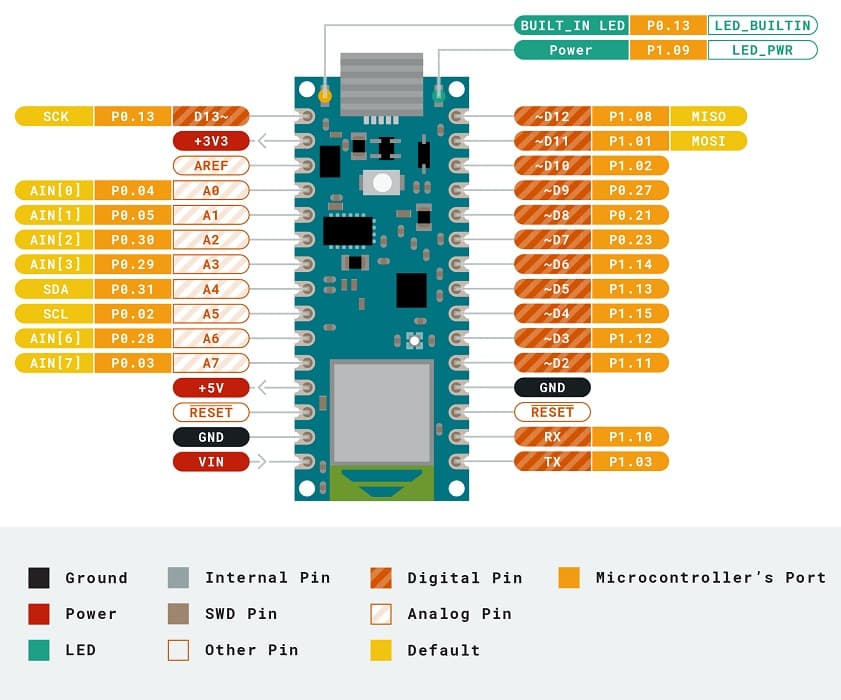 BUILT_IN LED P0.13 LED_BUILTIN
Power P1.09 LED_PWR
SCK P0.13 D13~ ~D12 P1.08 MISO
+3V3 ~D11 P1.01 MOSI
AREF ~D10 P1.02
AIN[0] P0.04 A0 ~D9 P0.27
AIN[1] P0.05 A1 ~D8 P0.21
AIN[2] P0.30 A2 ~D7 P0.23
AIN[3] P0.29 A3 ~D6 P1.14
SDA P0.31 A4 ~D5 P1.13
SCL P0.02 A5 ~D4 P1.15
AIN[6] P0.28 A6 ~D3 P1.12
AIN[7] P0.03 A7 ~D2 P1.11
+5V GND
RESET RESET
GND RX P1.10
VIN TX P1.03
Ground Internal Pin Digital Pin Microcontroller’s Port
Power SWD Pin Analog Pin
LED Other Pin Default